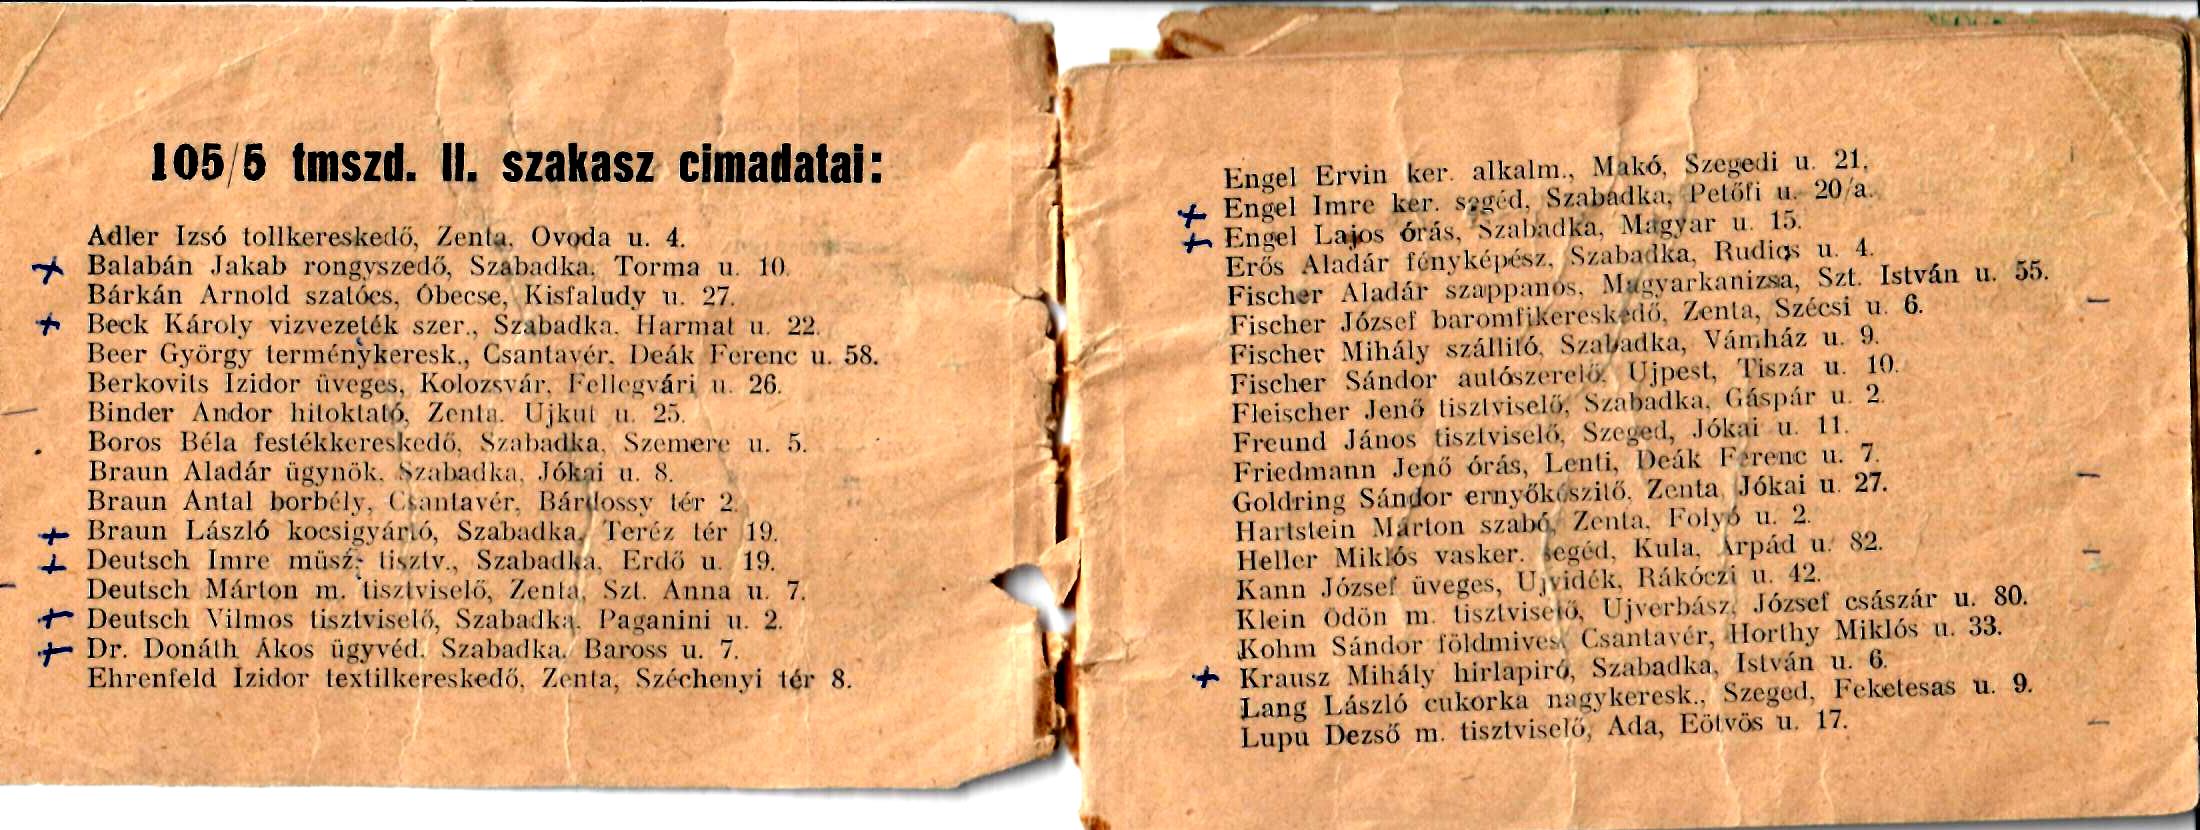 105/5 tmszd. II. szakasz cimadatai:
Adler Izsó tollkereskedő, Zenta, Ovoda u. 4.
Balabán Jakab rongyszedő, Szabadka, Torma u. 10.
Bárkán Arnold szatócs, Óbecse, Kisfaludy u. 27.
Beck Károly vizvezeték szer., Szabadka, Harmat u. 22.
Beer György terménykeresk., Csantavér, Deák Ferenc u. 58.
Berkovits Izidor üveges, Kolozsvár, Fellegvári u. 26.
Binder Andor hitoktató, Zenta, Ujkut u. 25.
Boros Béla festékkereskedő, Szabadka, Szemere u. 5.
Braun Aladár ügynök, Szabadka, Jókai u. 8.
Braun Antal borbély, Csantavér, Bárdossy tér 2.
Braun László kocsigyártó, Szabadka, Teréz tér 19.
Deutsch Imre müsz. tisztv., Szabadka, Erdő u. 19.
Deutsch Márton m. tisztviselő, Zenta, Szt. Anna u. 7.
Deutsch Vilmos tisztviselő, Szabadka, Paganini u. 2.
Dr. Donáth Ákos ügyvéd, Szabadka, Baross u. 7.
Ehrenfeld Izidor textilkereskedő, Zenta, Széchenyi tér 8.
Engel Ervin ker. alkalm., Makó, Szegedi u. 21.
Engel Imre ker. segéd, Szabadka, Petőfi u. 20/a.
Engel Lajos órás, Szabadka, Magyar u. 15.
Erős Aladár fényképész, Szabadka, Rudics u. 4.
Fischer Aladár szappanos, Magyarkanizsa, Szt. István u. 55.
Fischer József baromfikereskedő, Zenta, Szécsi u. 6.
Fischer Mihály szállitó, Szabadka, Vámház u. 9.
Fischer Sándor autószerelő, Ujpest, Tisza u. 10.
Fleischer Jenő tisztviselő, Szabadka, Gáspár u. 2.
Freund János tisztviselő, Szeged, Jókai u. 11.
Friedmann Jenő órás, Lenti, Deák Ferenc u. 7.
Goldring Sándor ernyőkészitő, Zenta, Jókai u. 27.
Hartstein Márton szabó, Zenta, Folyó u. 2.
Heller Miklós vasker. segéd, Kula, Árpád u. 82.
Kann József üveges, Ujvidék, Rákóczi u. 42.
Klein Ödön m. tisztviselő, Ujverbász, József császár u. 80.
Kohm Sándor földmives, Csantavér, Horthy Miklós u. 33.
Krausz Mihály hirlapiró, Szabadka, István u. 6.
Lang László cukorka nagykeresk., Szeged, Feketesas u. 9.
Lupu Dezső m. tisztviselő, Ada, Eötvös u. 17.